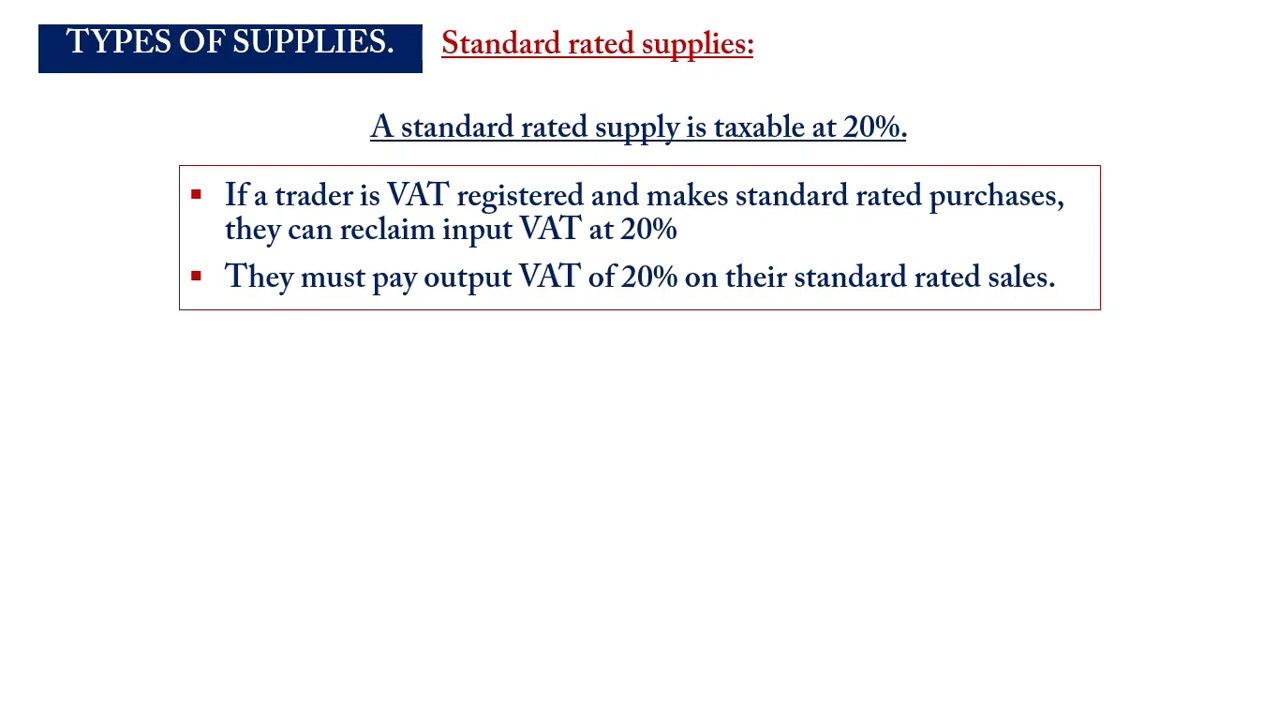 TYPES OF SUPPLIES.
Standard rated supplies:
A standard rated supply is taxable at 20%.
▪ If a trader is VAT registered and makes standard rated purchases,
they can reclaim input VAT at 20%
▪ They must pay output VAT of 20% on their standard rated sales.